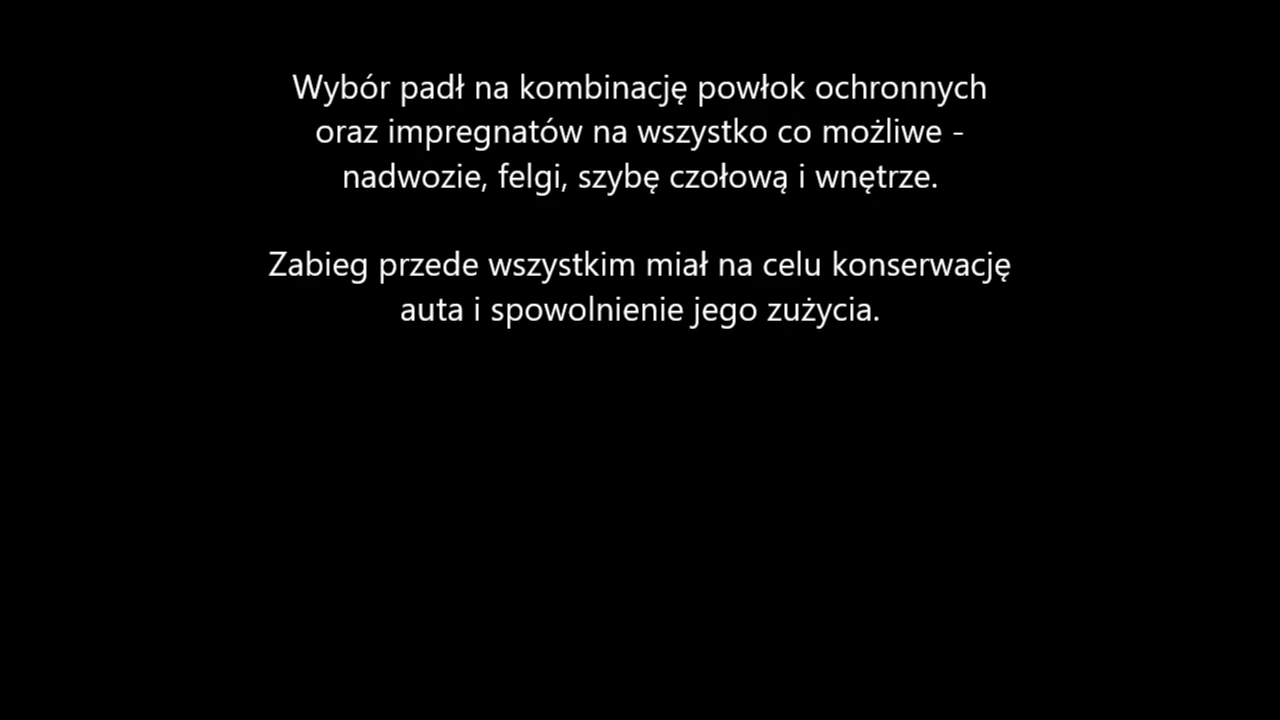 Wybór padł na kombinację powłok ochronnych
oraz impregnatów na wszystko co możliwe -
nadwozie, felgi, szybę czołową i wnętrze.
Zabieg przede wszystkim miał na celu konserwację
auta i spowolnienie jego zużycia.